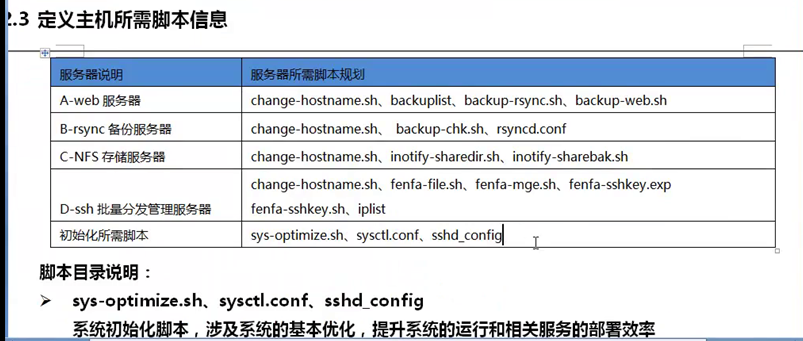 2.3 定义主机所需脚本信息
服务器说明 服务器所需脚本规划
A-web 服务器 change-hostname.sh、backuplist、backup-rsync.sh、backup-web.sh
B-rsync 备份服务器 change-hostname.sh、 backup-chk.sh、rsyncd.conf
C-NFS 存储服务器 change-hostname.sh、inotify-sharedir.sh、inotify-sharebak.sh
change-hostname.sh、fenfa-file.sh、fenfa-mge.sh、fenfa-sshkey.exp
D-ssh 批量分发管理服务器 fenfa-sshkey.sh、iplist
初始化所需脚本 sys-optimize.sh、sysctl.conf、sshd_config
脚本目录说明：
➢ sys-optimize.sh、sysctl.conf、sshd_config
系统初始化脚本，涉及系统的基本优化，提升系统的运行和相关服务的部署效率